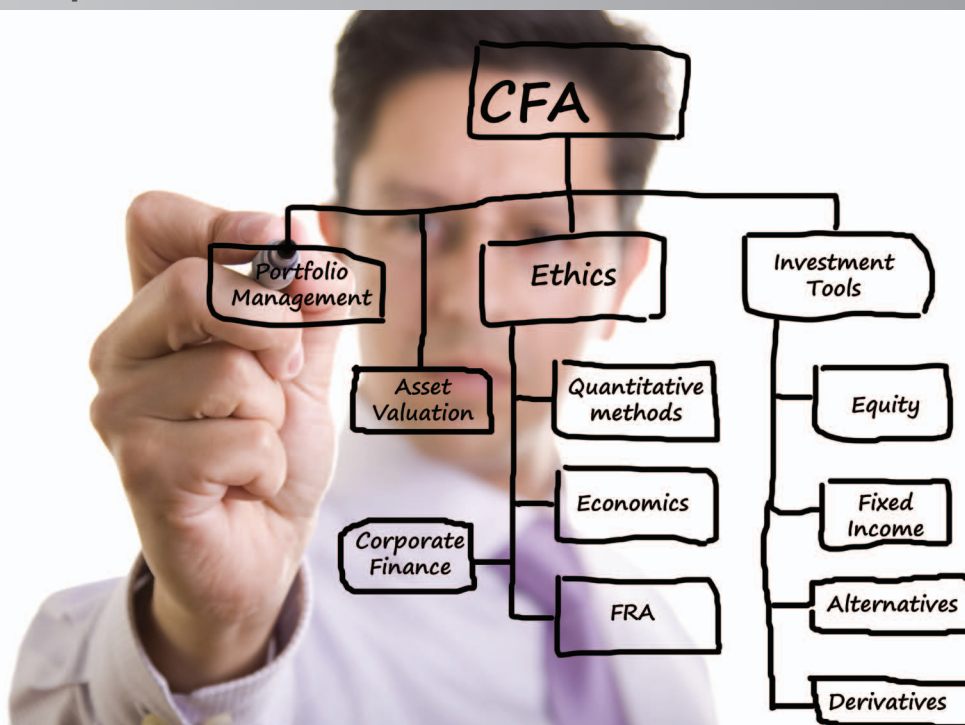 CFA
Portfolio
Management
Ethics
Investment
Tools
Asset
Valuation
Quantitative
methods
Equity
Economics
Fixed
Income
Corporate
Finance
FRA
Alternatives
Derivatives